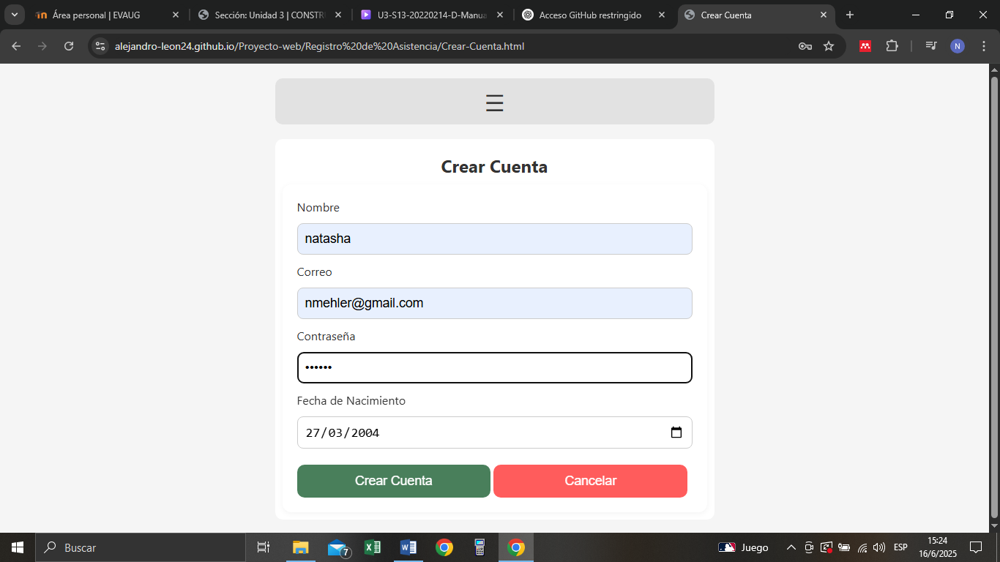 Área personal | EVAUG
Sección: Unidad 3 | CONSTR
U3-S13-20220214-D-Manua
Acceso GitHub restringido
Crear Cuenta
alejandro-leon24.github.io/Proyecto-web/Registro%20de%20Asistencia/Crear-Cuenta.html
N
Crear Cuenta
Nombre
natasha
Correo
nmehler@gmail.com
Contraseña
••••••
Fecha de Nacimiento
27/03/2004
Crear Cuenta
Cancelar
Buscar
7
Juego
ESP
15:24
16/6/2025